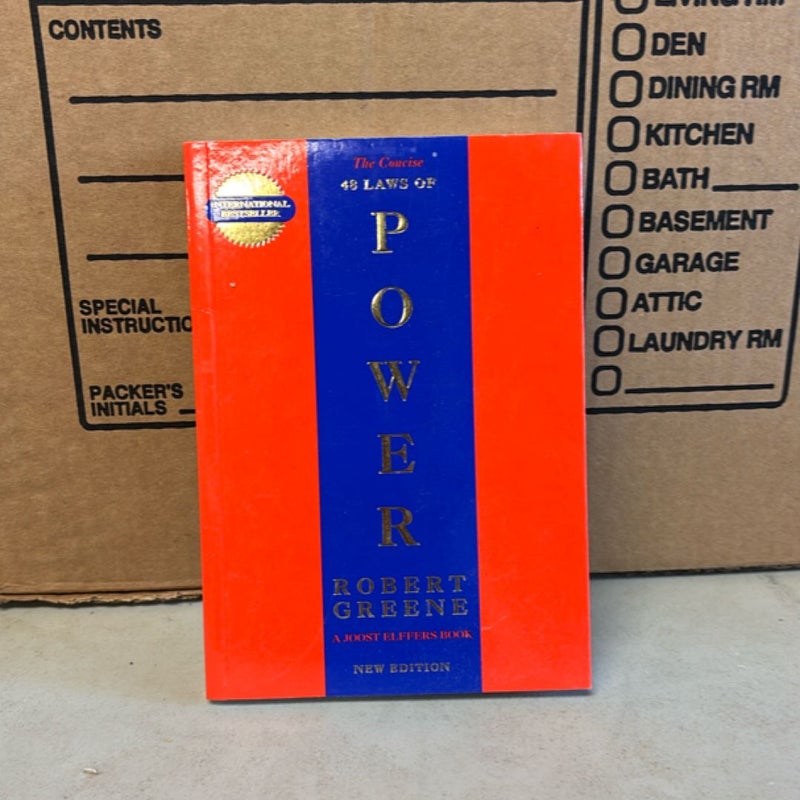 CONTENTS
SPECIAL
PACKER'S
INITIALS
DEN
DINING RM
KITCHEN
BATH
BASEMENT
GARAGE
ATTIC
LAUNDRY RM
INTERNATIONAL
BESTSELLER
The Concise
48 LAWS OF
POWER
ROBERT
GREENE
A JOOST ELFFERS BOOK
NEW EDITION